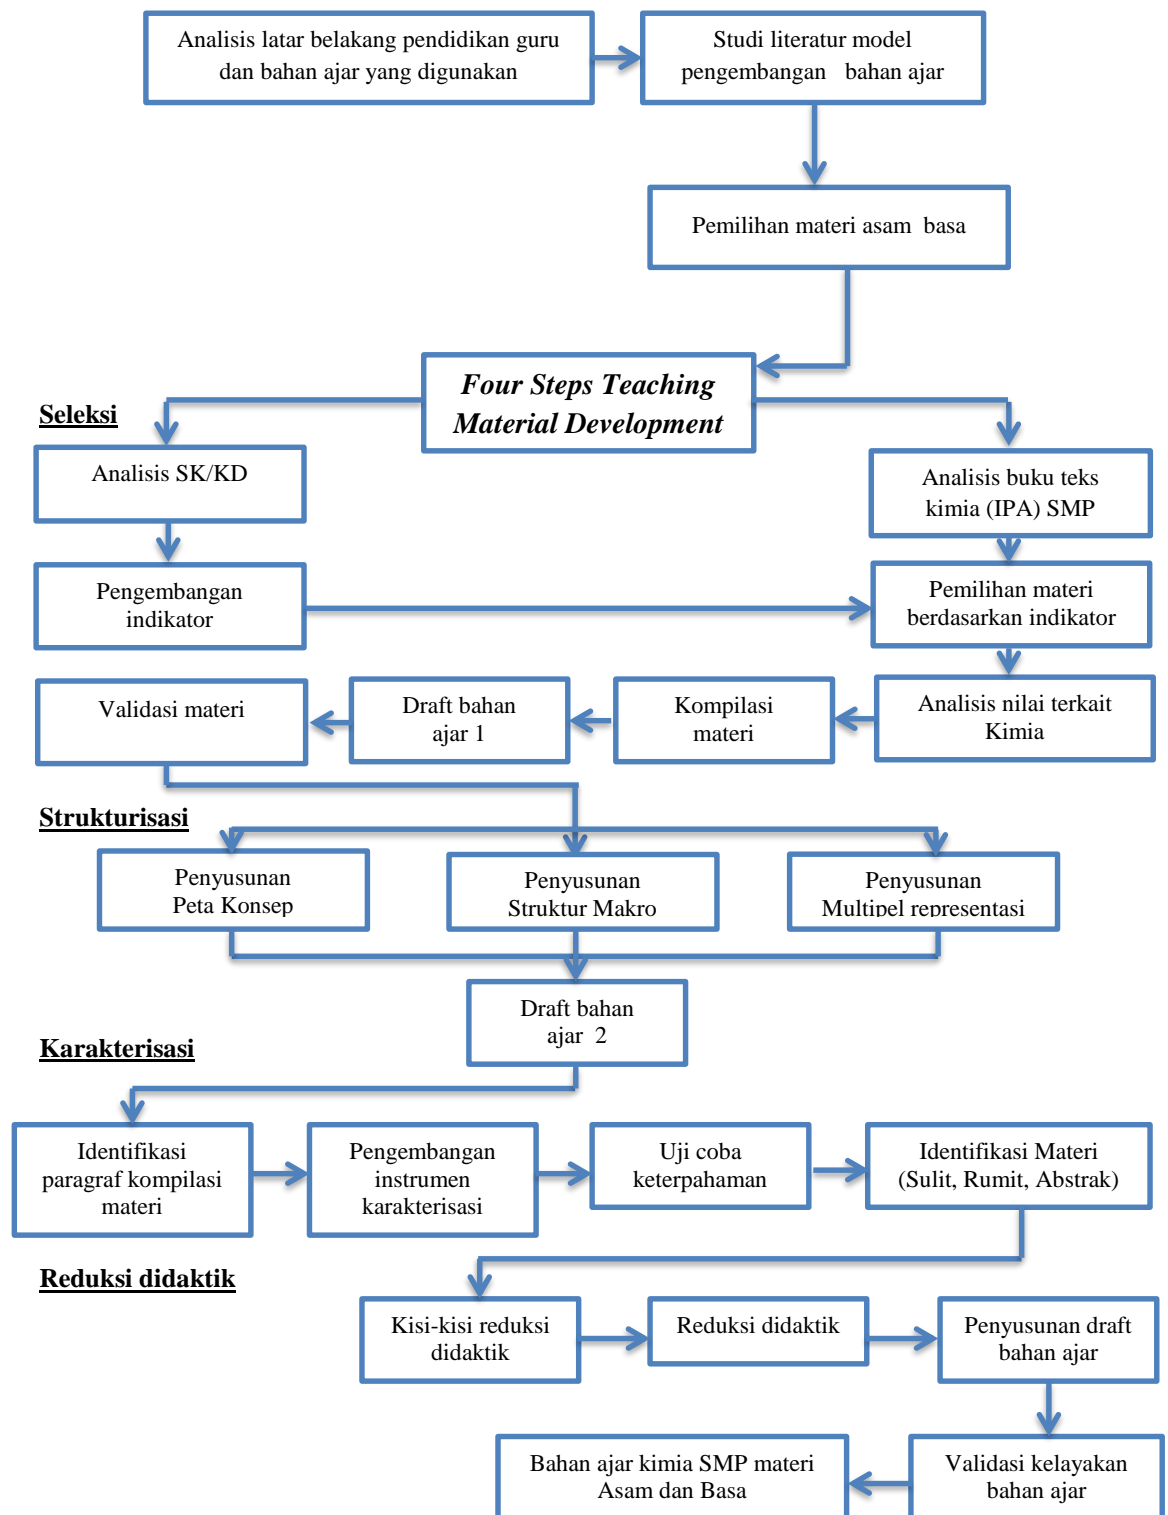 Analisis latar belakang pendidikan guru
dan bahan ajar yang digunakan
Studi literatur model
pengembangan bahan ajar
Pemilihan materi asam basa
Four Steps Teaching
Material Development
Seleksi
Analisis SK/KD
Analisis buku teks
kimia (IPA) SMP
Pengembangan
indikator
Pemilihan materi
berdasarkan indikator
Validasi materi
Draft bahan
ajar 1
Kompilasi
materi
Analisis nilai terkait
Kimia
Strukturisasi
Penyusunan
Peta Konsep
Penyusunan
Struktur Makro
Penyusunan
Multipel representasi
Draft bahan
ajar 2
Karakterisasi
Identifikasi
paragraf kompilasi
materi
Pengembangan
instrumen
karakterisasi
Uji coba
keterpahaman
Identifikasi Materi
(Sulit, Rumit, Abstrak)
Reduksi didaktik
Kisi-kisi reduksi
didaktik
Reduksi didaktik
Penyusunan draft
bahan ajar
Bahan ajar kimia SMP materi
Asam dan Basa
Validasi kelayakan
bahan ajar